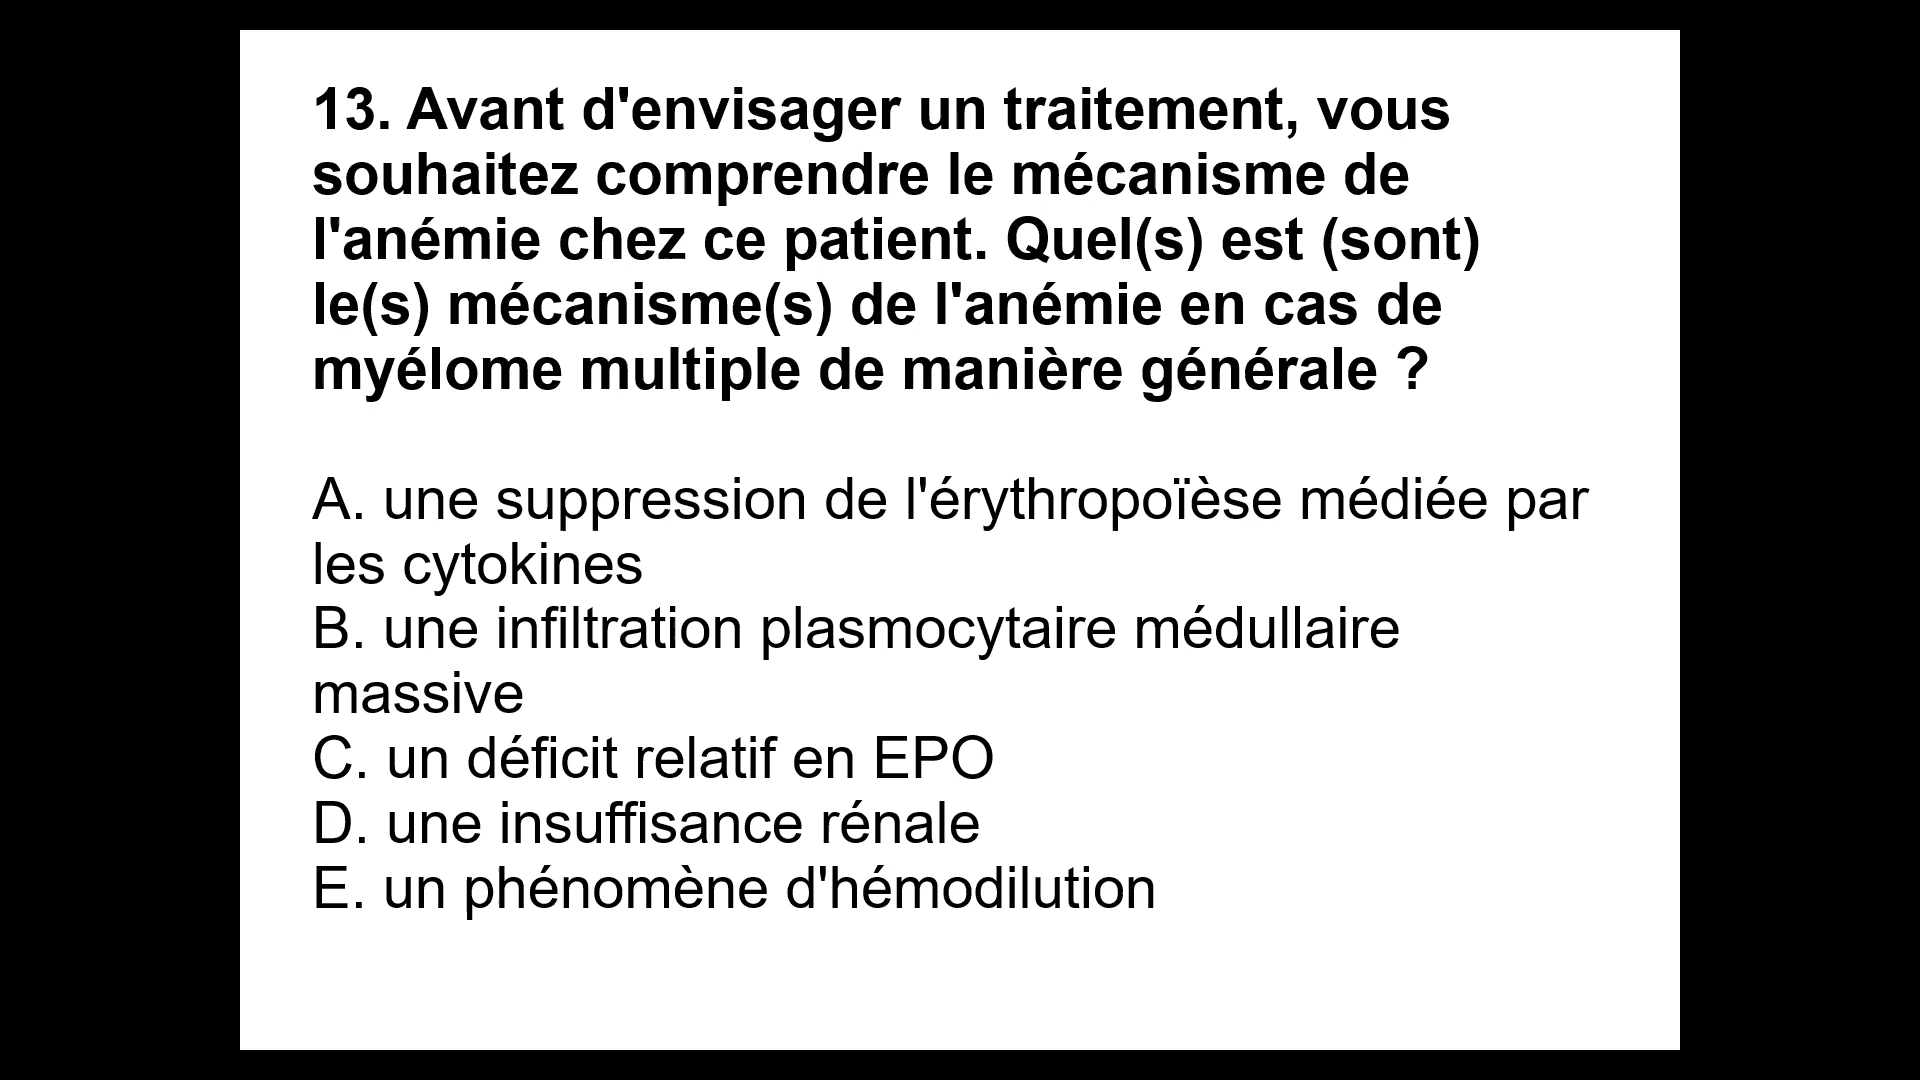 13. Avant d'envisager un traitement, vous
souhaitez comprendre le mécanisme de
l'anémie chez ce patient. Quel(s) est (sont)
le(s) mécanisme(s) de l'anémie en cas de
myélome multiple de manière générale ?
A. une suppression de l'érythropoïèse médiée par
les cytokines
B. une infiltration plasmocytaire médullaire
massive
C. un déficit relatif en EPO
D. une insuffisance rénale
E. un phénomène d'hémodilution